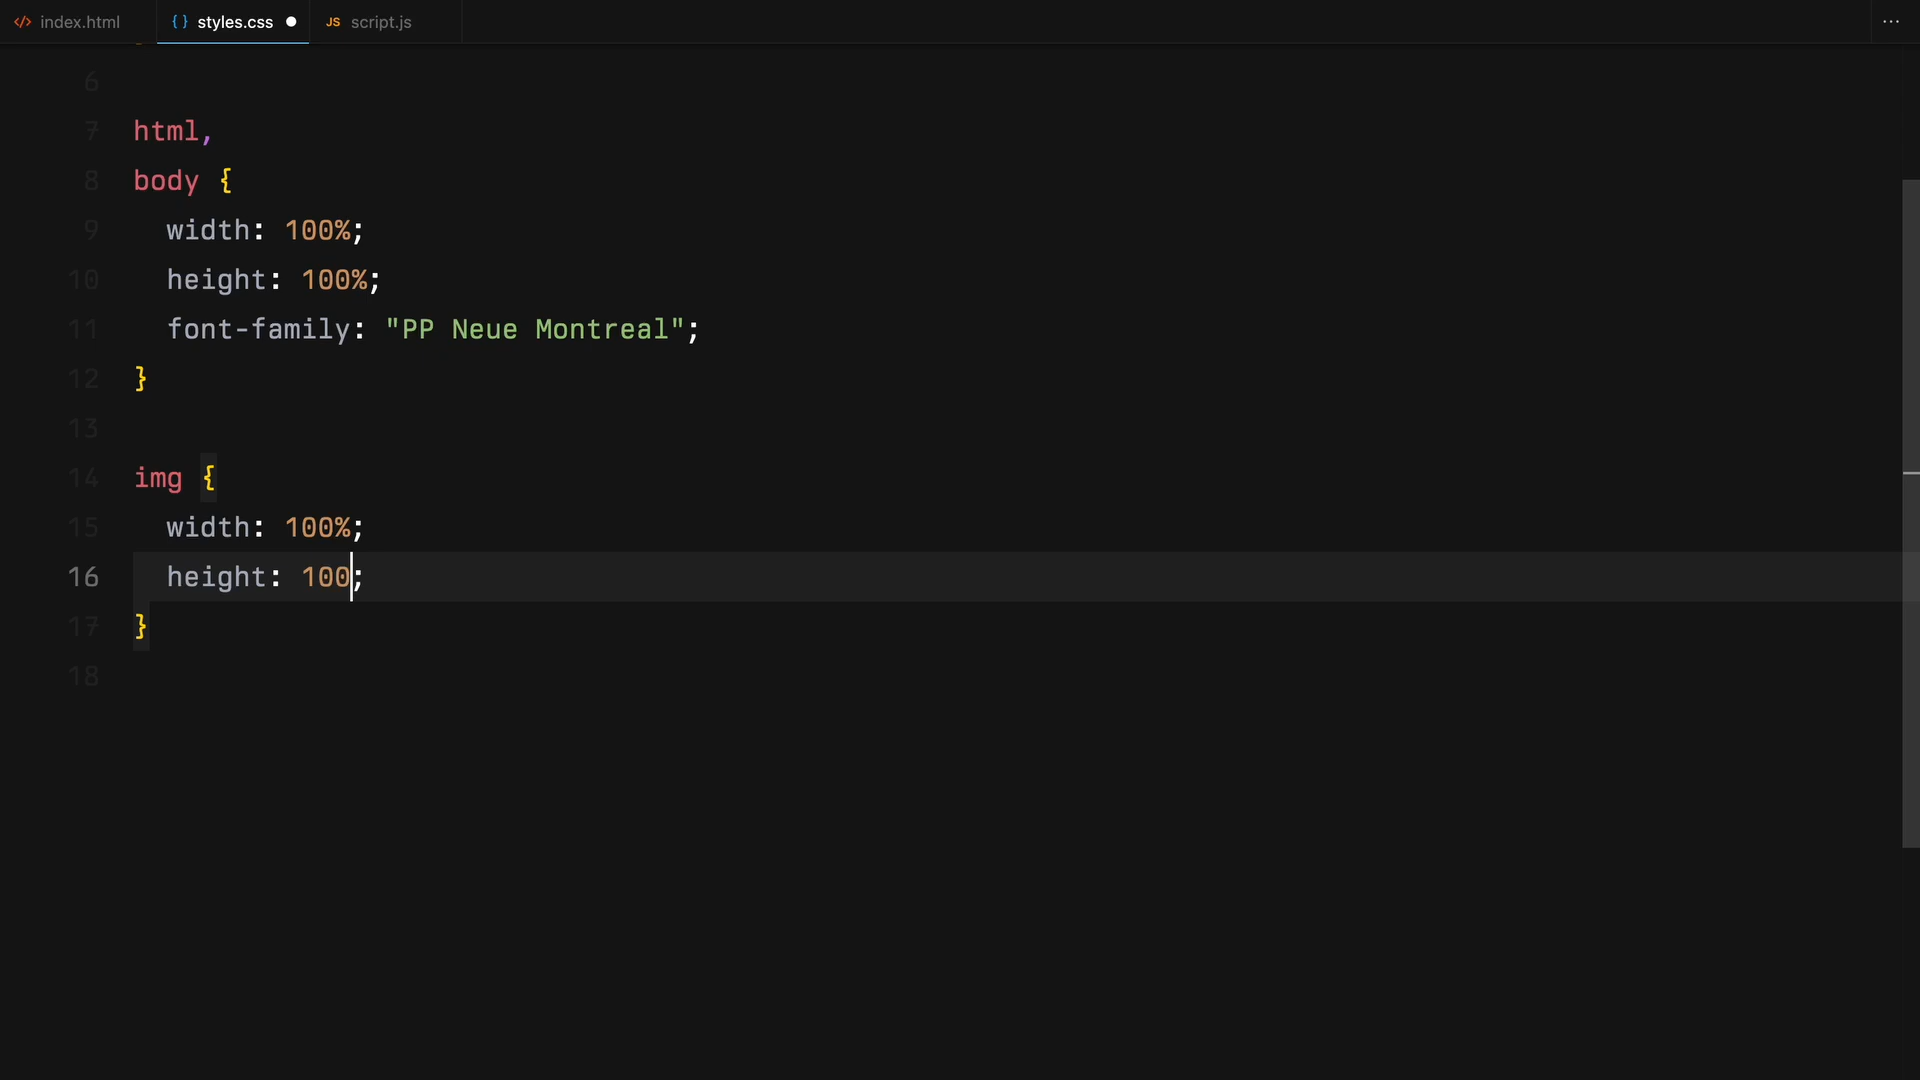 </> index.html {} styles.css ● JS script.js ...
6
7 html,
8 body {
9 width: 100%;
10 height: 100%;
11 font-family: "PP Neue Montreal";
12 }
13
14 img {
15 width: 100%;
16 height: 100;
17 }
18